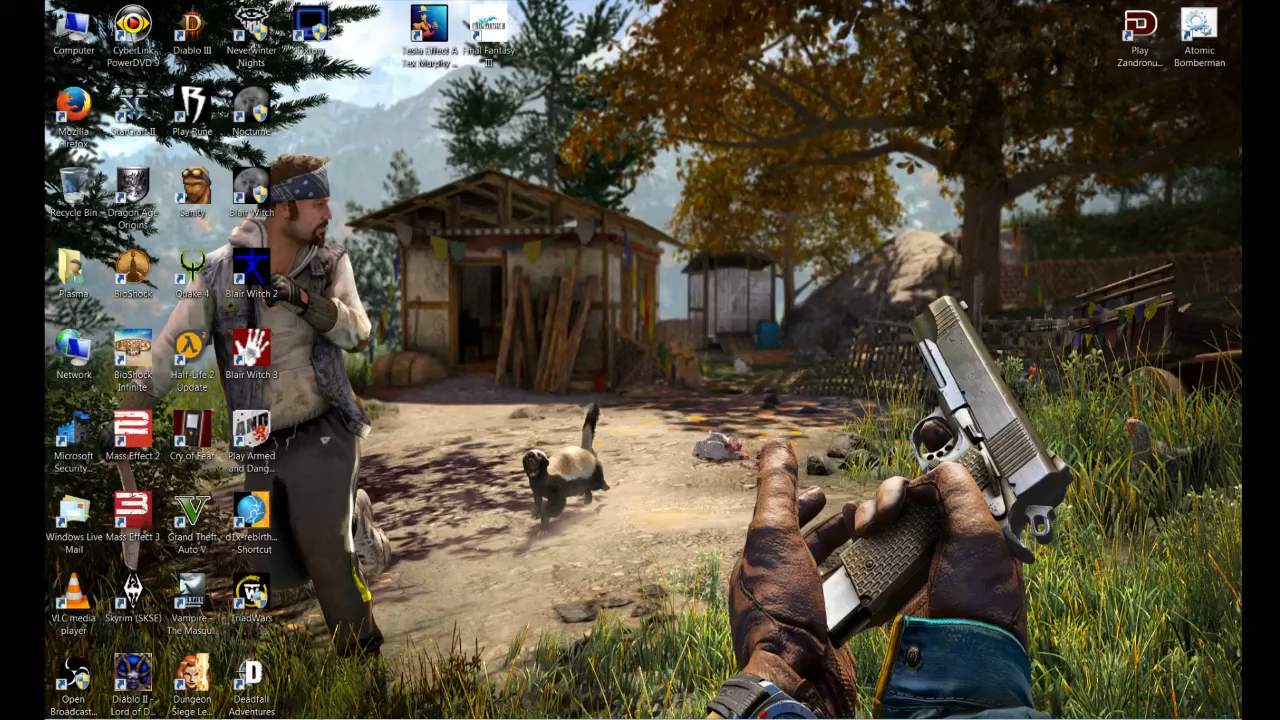 Computer
CyberLink
PowerDVD 9
Diablo III
Neverwinter
Nights
Tesla Effect A
Tex Murphy ...
Final Fantasy
III
Play
Zandronu...
Atomic
Bomberman
Mozilla
Firefox
StarCraft II
Play Rune
Nocturne
Recycle Bin
Dragon Age
Origins
Sanity
Blair Witch
Plasma
BioShock
Quake 4
Blair Witch 2
Network
BioShock
Infinite
Half-Life 2
Update
Blair Witch 3
Microsoft
Security...
Mass Effect 2
Cry of Fear
Play Armed
and Dang...
Windows Live
Mail
Mass Effect 3
Grand Theft
Auto V
d1x-rebirth...
- Shortcut
VLC media
player
Skyrim (SKSE)
Vampire -
The Masqu...
TriadWars
Open
Broadcast...
Diablo II -
Lord of D...
Dungeon
Siege Le...
Deadfall
Adventures